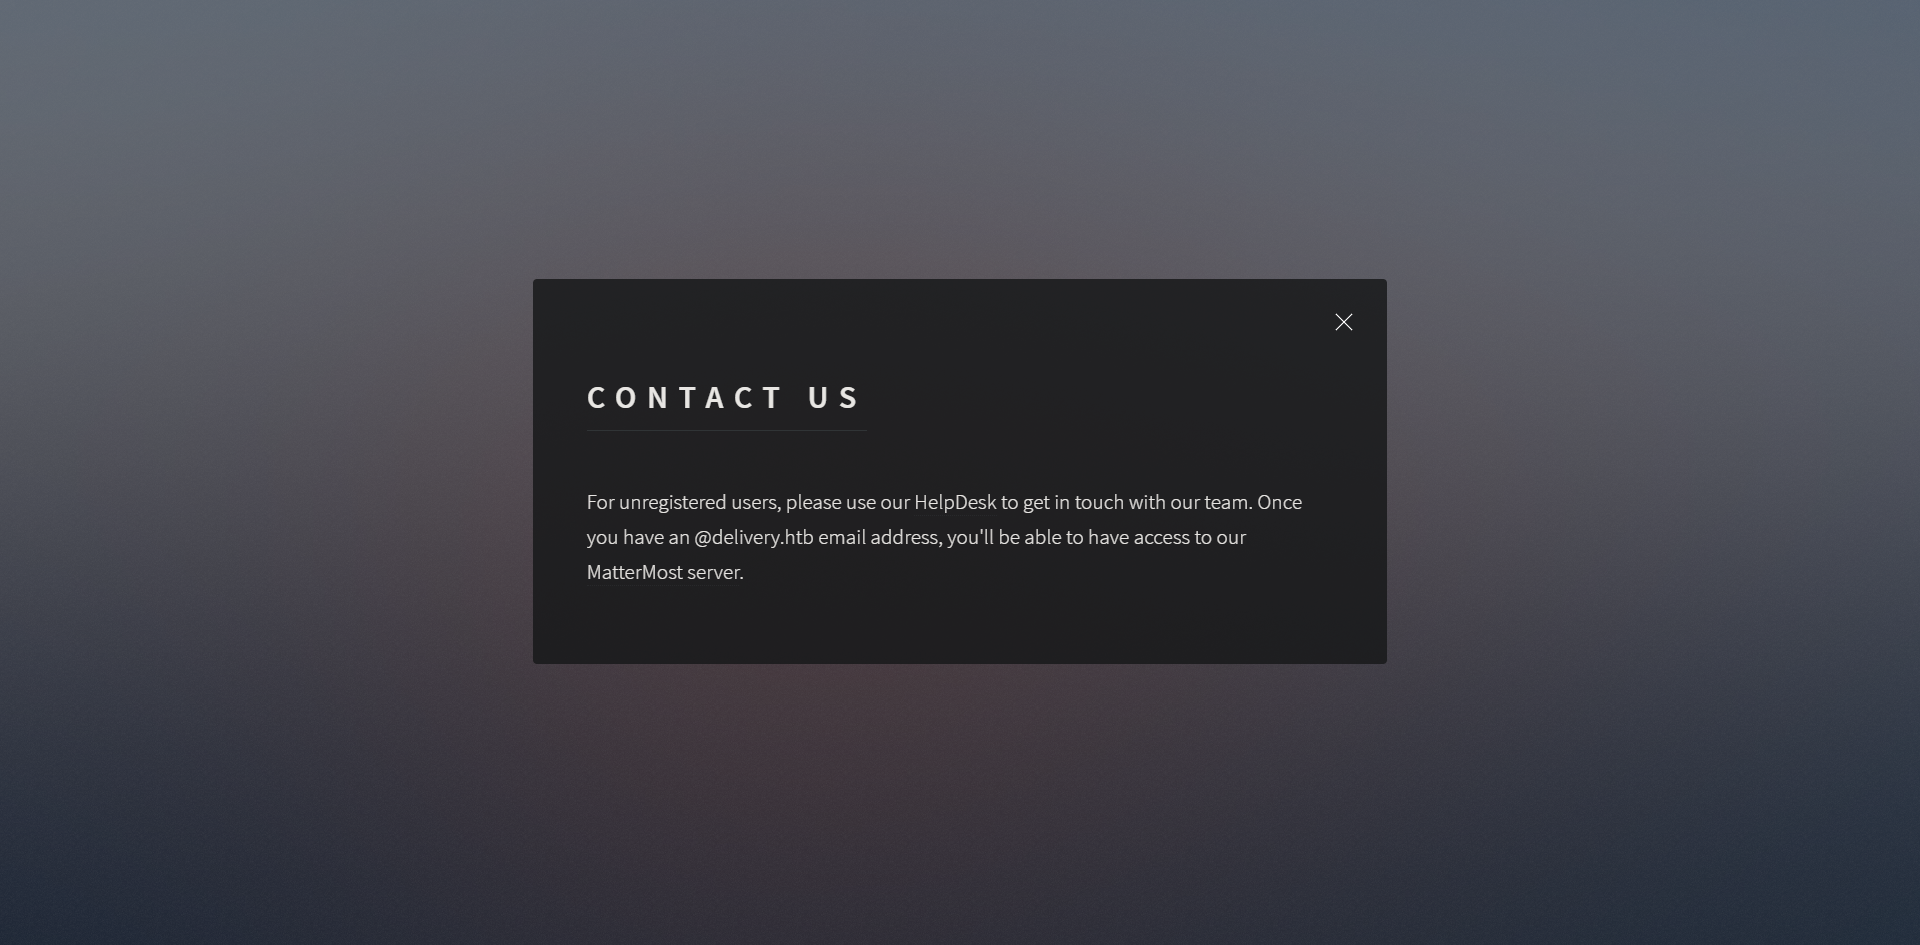 CONTACT US
For unregistered users, please use our HelpDesk to get in touch with our team. Once
you have an @delivery.htb email address, you'll be able to have access to our
MatterMost server.